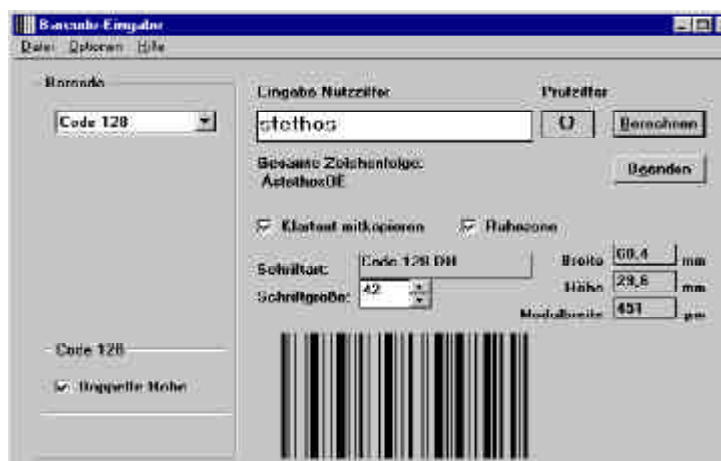 Barcode-Eingabe
Datei Optionen Hilfe
Barcode
Code 128
Eingabe Nutzziffer
Prüfziffer
stethos
Berechnen
Gesamte Zeichenfolge:
Beenden
Klartext mitkopieren
Ruhezone
Schriftart:
Code 128 DH
Schriftgröße:
42
Breite 60,4 mm
Höhe 29,6 mm
Modulbreite 451 µm
Code 128
Doppelte Höhe